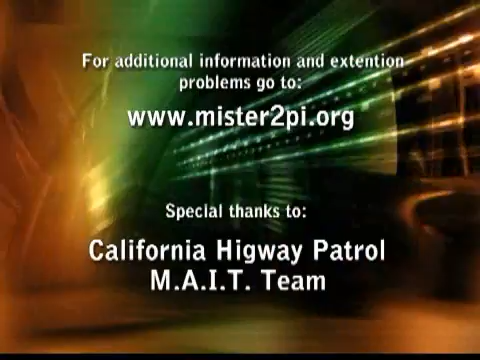 For additional information and extention
problems go to:
www.mister2pi.org
Special thanks to:
California Higway Patrol
M.A.I.T. Team